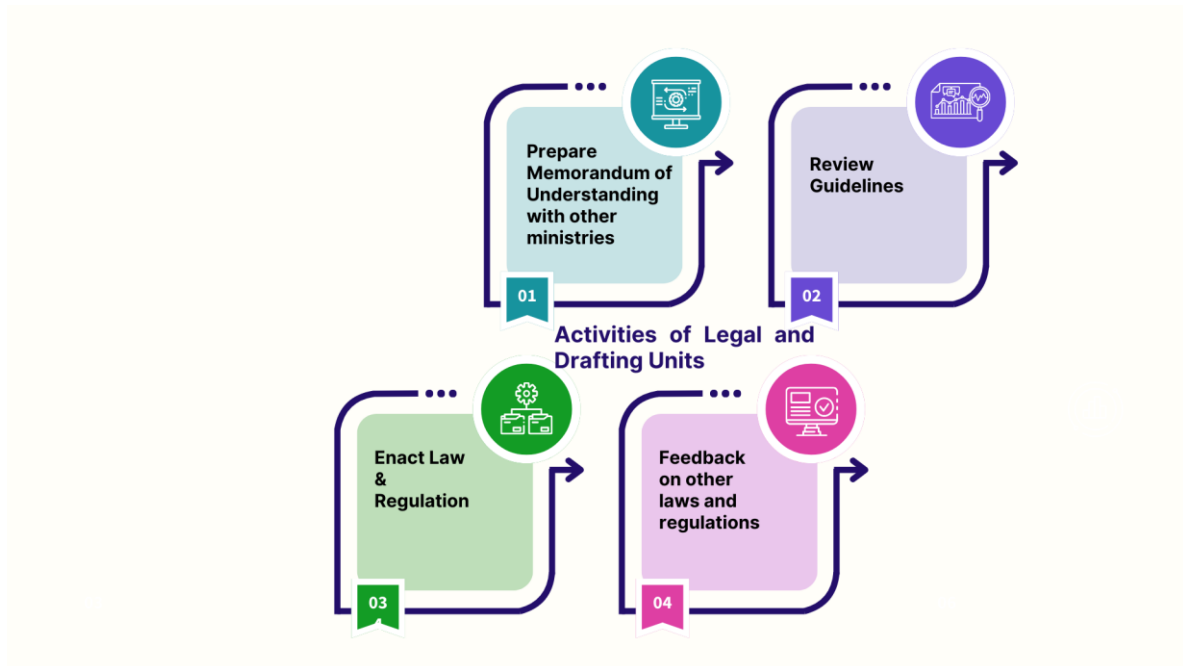 Prepare
Memorandum of
Understanding
with other
ministries
01
Review
Guidelines
02
Activities of Legal and
Drafting Units
Enact Law
&
Regulation
03
Feedback
on other
laws and
regulations
04